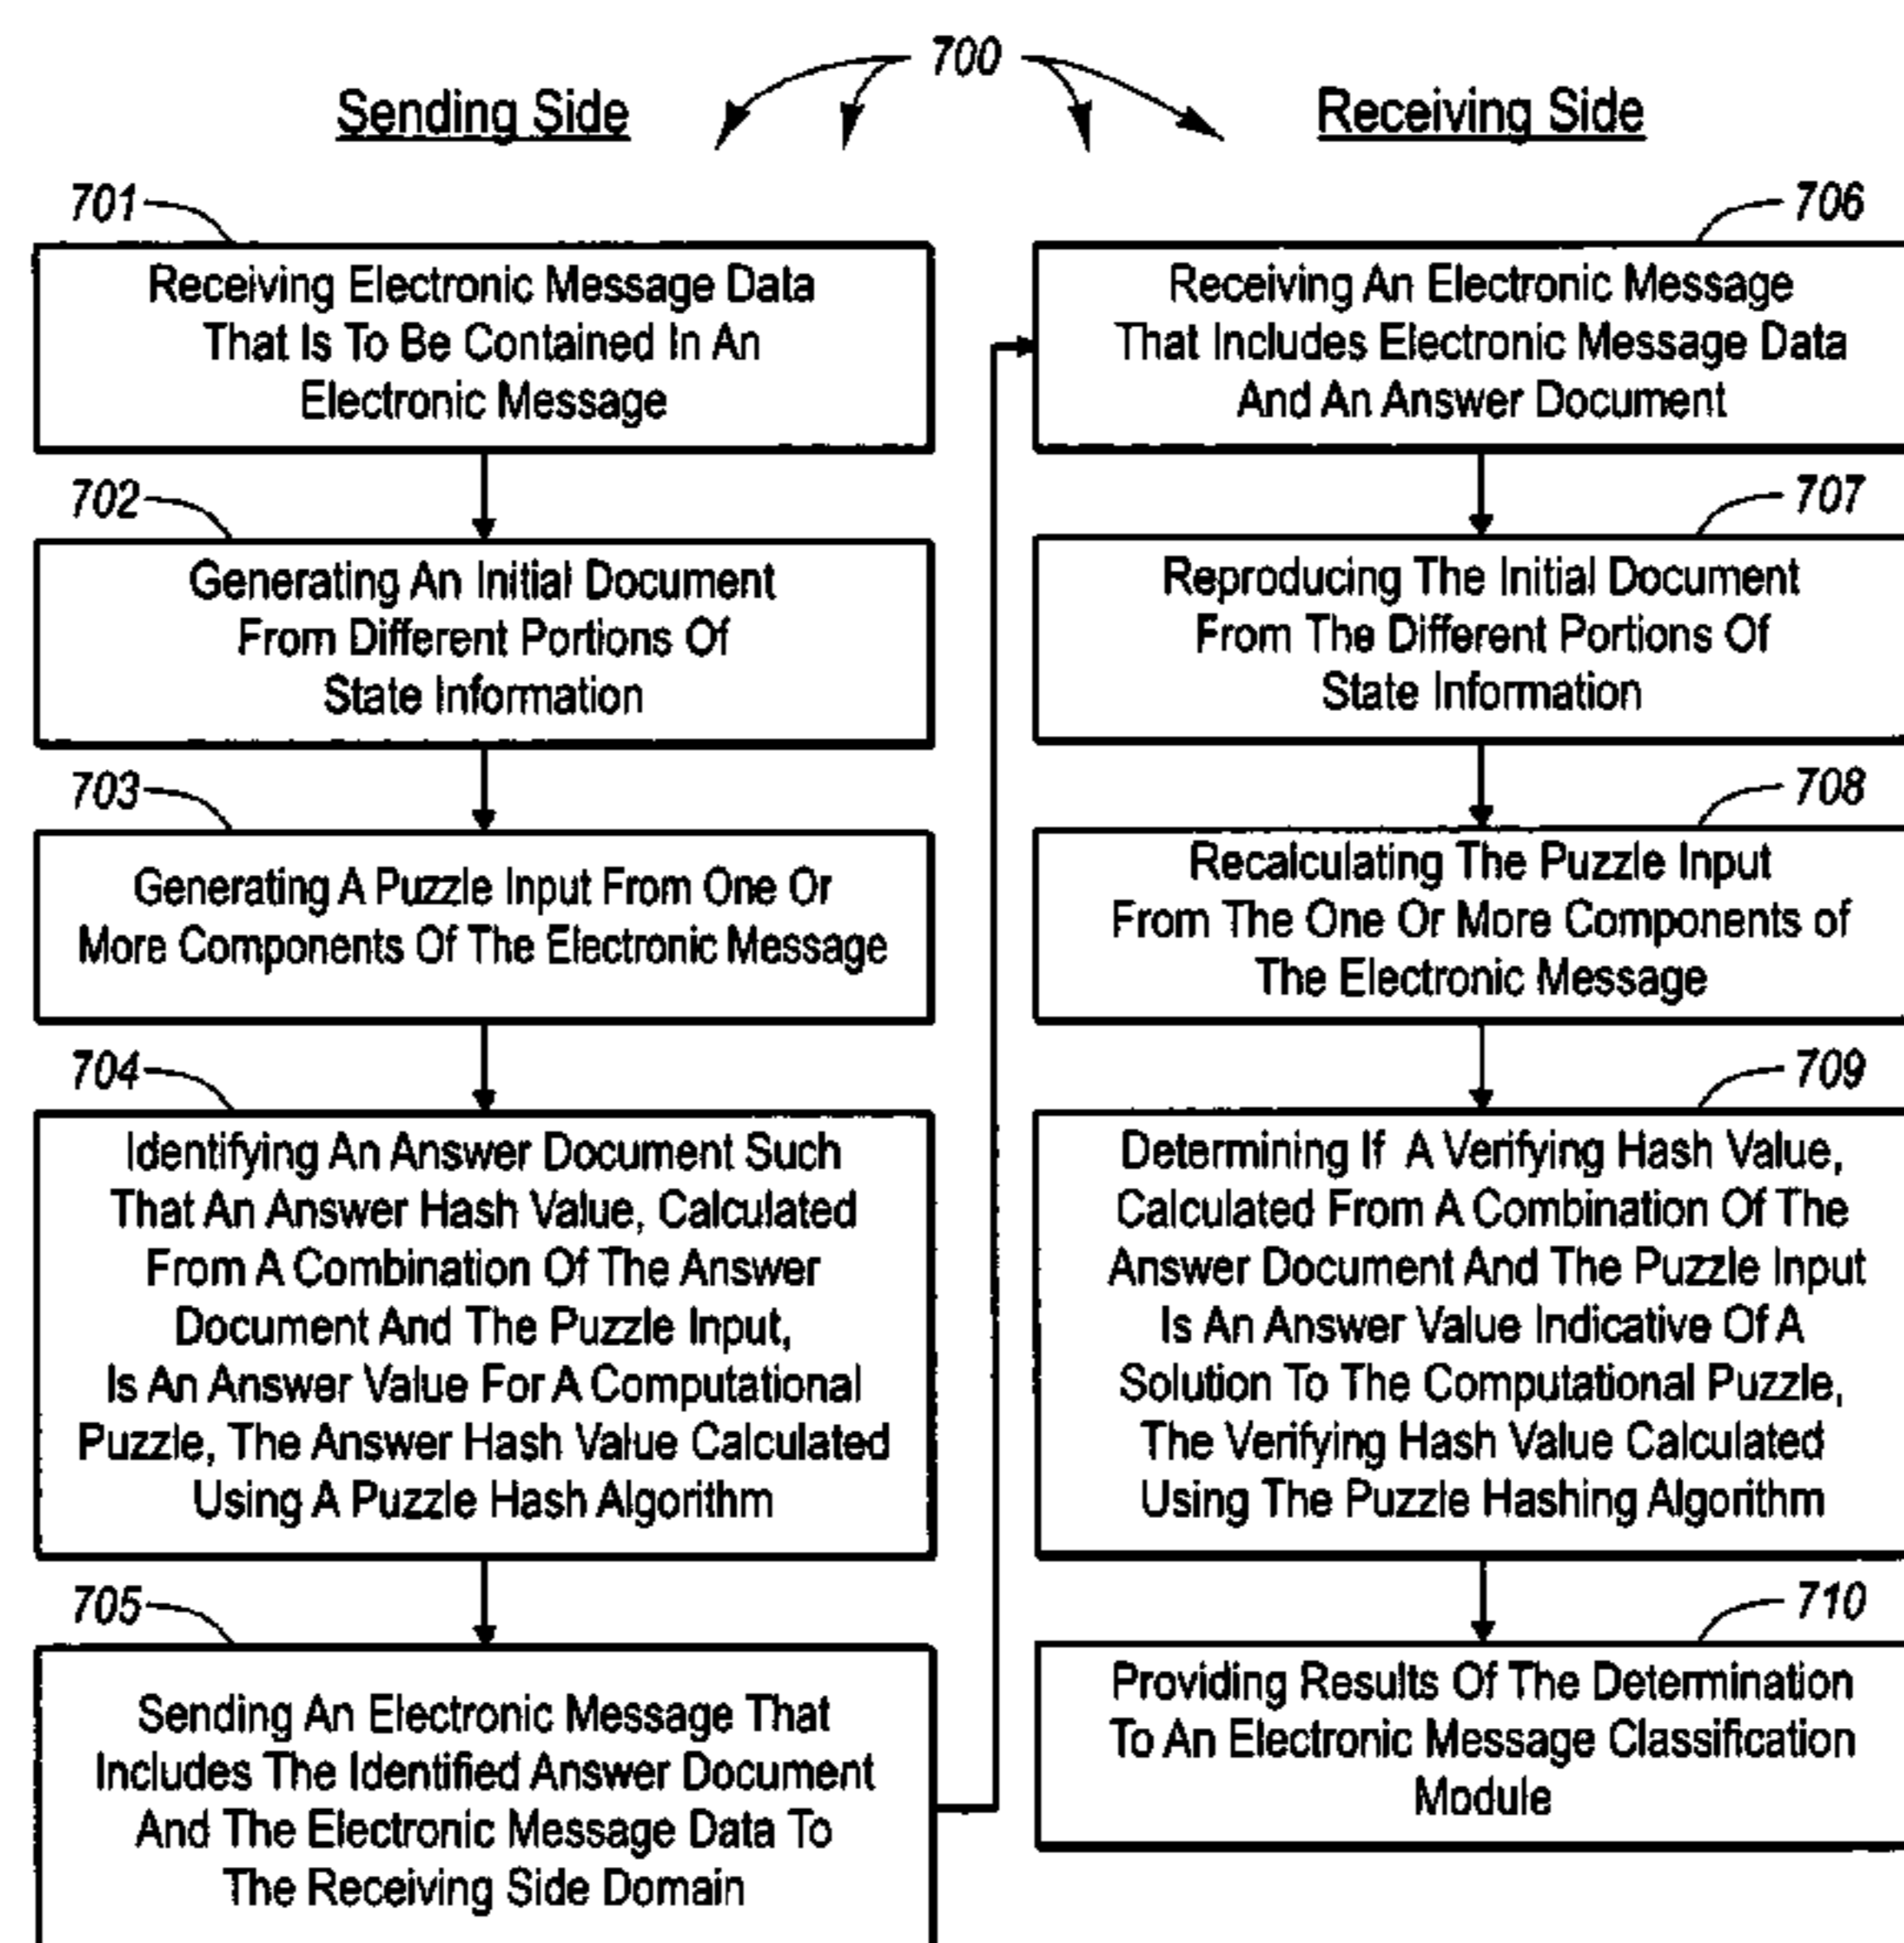 700
Sending Side
701
Receiving Electronic Message Data
That Is To Be Contained In An
Electronic Message
702
Generating An Initial Document
From Different Portions Of
State Information
703
Generating A Puzzle Input From One Or
More Components Of The Electronic Message
704
Identifying An Answer Document Such
That An Answer Hash Value, Calculated
From A Combination Of The Answer
Document And The Puzzle Input,
Is An Answer Value For A Computational
Puzzle, The Answer Hash Value Calculated
Using A Puzzle Hash Algorithm
705
Sending An Electronic Message That
Includes The Identified Answer Document
And The Electronic Message Data To
The Receiving Side Domain
Receiving Side
706
Receiving An Electronic Message
That Includes Electronic Message Data
And An Answer Document
707
Reproducing The Initial Document
From The Different Portions Of
State Information
708
Recalculating The Puzzle Input
From The One Or More Components of
The Electronic Message
709
Determining If A Verifying Hash Value,
Calculated From A Combination Of The
Answer Document And The Puzzle Input
Is An Answer Value Indicative Of A
Solution To The Computational Puzzle,
The Verifying Hash Value Calculated
Using The Puzzle Hashing Algorithm
710
Providing Results Of The Determination
To An Electronic Message Classification
Module